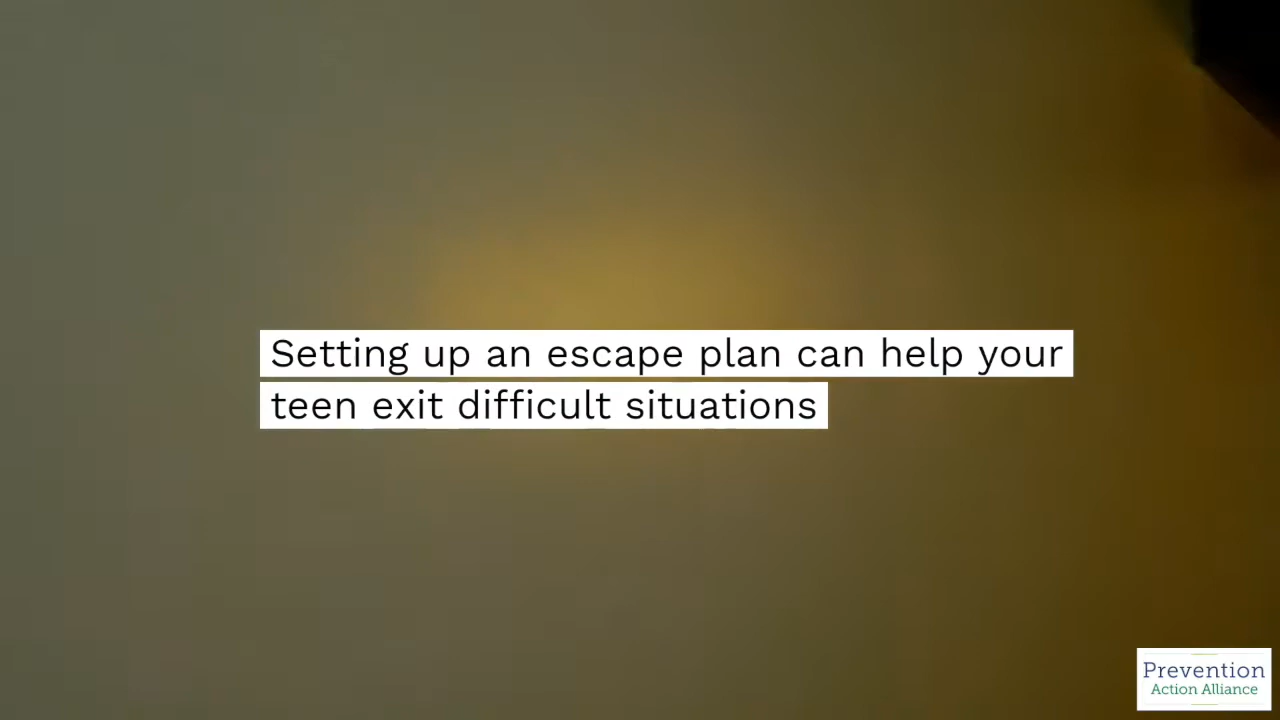 Setting up an escape plan can help your
teen exit difficult situations
Prevention
Action Alliance